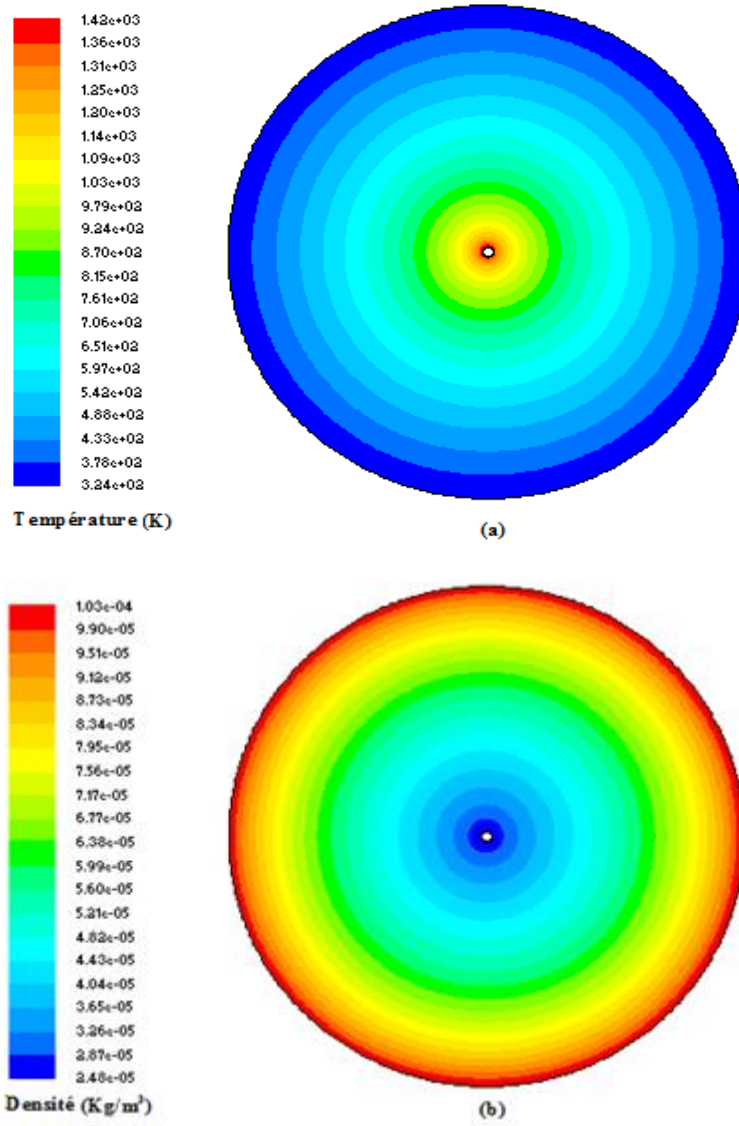 1.42e+03
1.36e+03
1.31e+03
1.25e+03
1.20e+03
1.14e+03
1.09e+03
1.03e+03
9.79e+02
9.24e+02
8.70e+02
8.15e+02
7.61e+02
7.06e+02
6.51e+02
5.97e+02
5.42e+02
4.88e+02
4.33e+02
3.78e+02
3.24e+02
Température (K)
(a)
1.03e-04
9.90e-05
9.51e-05
9.12e-05
8.73e-05
8.34e-05
7.95e-05
7.56e-05
7.17e-05
6.77e-05
6.38e-05
5.99e-05
5.60e-05
5.21e-05
4.82e-05
4.43e-05
4.04e-05
3.65e-05
3.26e-05
2.87e-05
2.48e-05
Densité (Kg/m³)
(b)